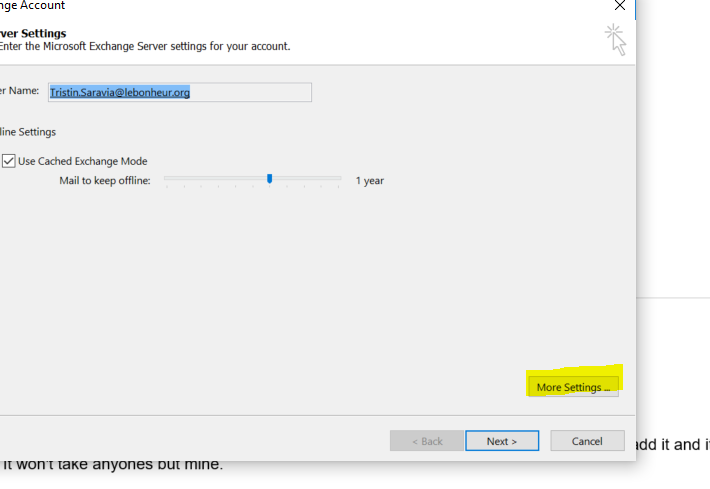 nge Account
rver Settings
Enter the Microsoft Exchange Server settings for your account.
er Name: Tristin.Saravia@lebonheur.org
line Settings
Use Cached Exchange Mode
Mail to keep offline: 1 year
More Settings ...
< Back Next > Cancel
add it and i
it won't take anyones but mine.